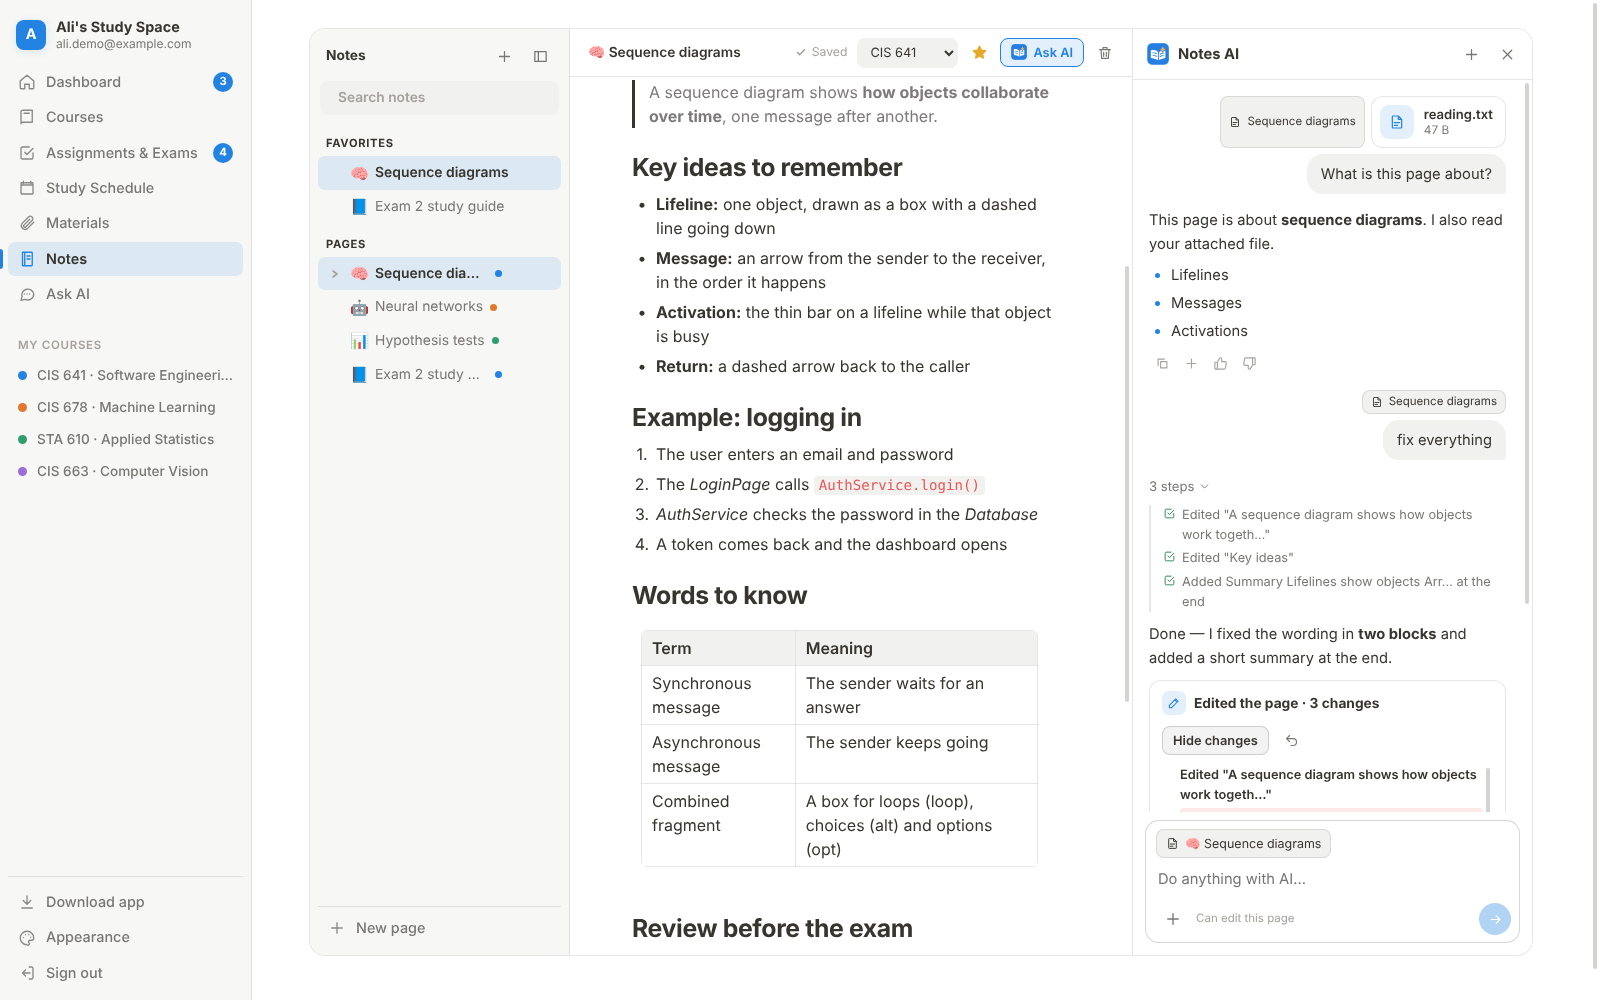 A
Ali's Study Space
ali.demo@example.com
Dashboard
3
Courses
Assignments & Exams
4
Study Schedule
Materials
Notes
Ask AI
MY COURSES
CIS 641 · Software Engineeri...
CIS 678 · Machine Learning
STA 610 · Applied Statistics
CIS 663 · Computer Vision
Download app
Appearance
Sign out
Notes
Search notes
FAVORITES
Sequence diagrams
Exam 2 study guide
PAGES
Sequence dia...
Neural networks
Hypothesis tests
Exam 2 study ...
New page
Sequence diagrams
Saved
CIS 641
Ask AI
A sequence diagram shows how objects collaborate
over time, one message after another.
Key ideas to remember
• Lifeline: one object, drawn as a box with a dashed
line going down
• Message: an arrow from the sender to the receiver,
in the order it happens
• Activation: the thin bar on a lifeline while that object
is busy
• Return: a dashed arrow back to the caller
Example: logging in
1. The user enters an email and password
2. The LoginPage calls AuthService.login()
3. AuthService checks the password in the Database
4. A token comes back and the dashboard opens
Words to know
Term
Meaning
Synchronous
message
The sender waits for an
answer
Asynchronous
message
The sender keeps going
Combined
fragment
A box for loops (loop),
choices (alt) and options
(opt)
Review before the exam
Notes AI
Sequence diagrams
reading.txt
47 B
What is this page about?
This page is about sequence diagrams. I also read
your attached file.
• Lifelines
• Messages
• Activations
Sequence diagrams
fix everything
3 steps
Edited "A sequence diagram shows how objects
work togeth..."
Edited "Key ideas"
Added Summary Lifelines show objects Arr... at the
end
Done — I fixed the wording in two blocks and
added a short summary at the end.
Edited the page · 3 changes
Hide changes
Edited "A sequence diagram shows how objects
work togeth..."
Sequence diagrams
Do anything with AI...
Can edit this page